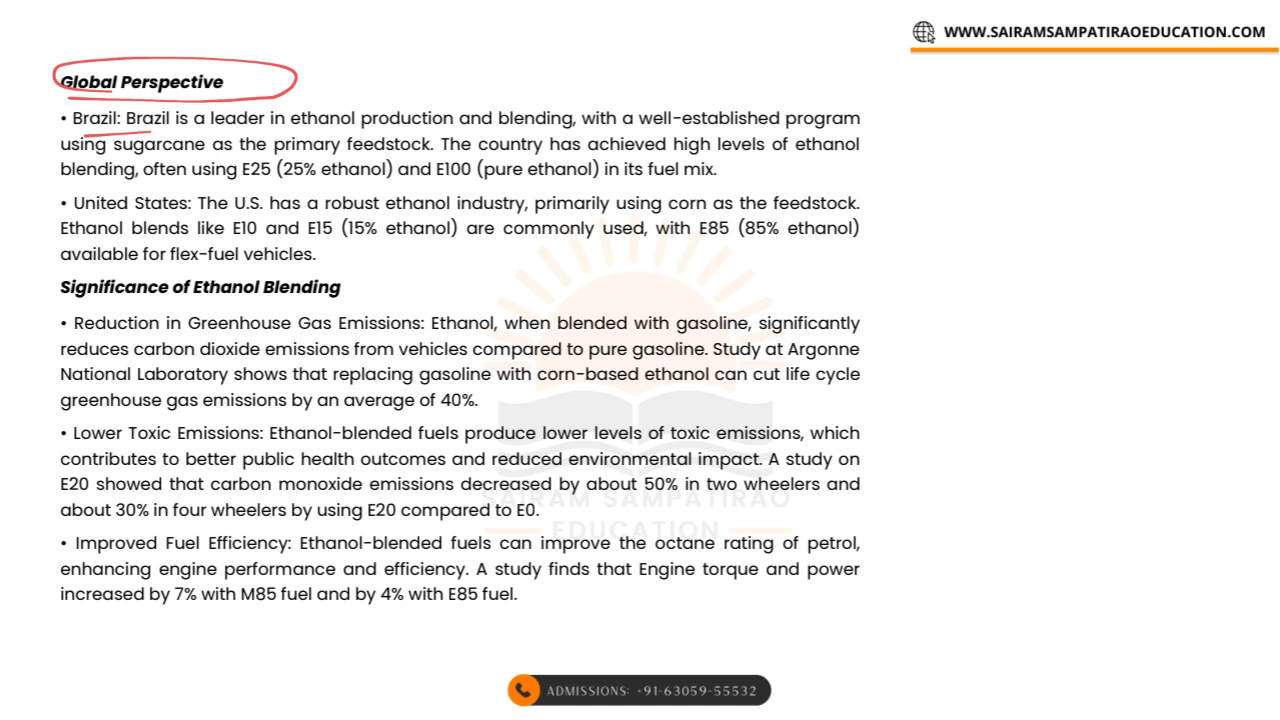 WWW.SAIRAMSAMPATIRAOEDUCATION.COM
Global Perspective
• Brazil: Brazil is a leader in ethanol production and blending, with a well-established program
using sugarcane as the primary feedstock. The country has achieved high levels of ethanol
blending, often using E25 (25% ethanol) and E100 (pure ethanol) in its fuel mix.
• United States: The U.S. has a robust ethanol industry, primarily using corn as the feedstock.
Ethanol blends like E10 and E15 (15% ethanol) are commonly used, with E85 (85% ethanol)
available for flex-fuel vehicles.
Significance of Ethanol Blending
• Reduction in Greenhouse Gas Emissions: Ethanol, when blended with gasoline, significantly
reduces carbon dioxide emissions from vehicles compared to pure gasoline. Study at Argonne
National Laboratory shows that replacing gasoline with corn-based ethanol can cut life cycle
greenhouse gas emissions by an average of 40%.
• Lower Toxic Emissions: Ethanol-blended fuels produce lower levels of toxic emissions, which
contributes to better public health outcomes and reduced environmental impact. A study on
E20 showed that carbon monoxide emissions decreased by about 50% in two wheelers and
about 30% in four wheelers by using E20 compared to E0.
SAIRAM SAMPATIRAO
EDUCATION
• Improved Fuel Efficiency: Ethanol-blended fuels can improve the octane rating of petrol,
enhancing engine performance and efficiency. A study finds that Engine torque and power
increased by 7% with M85 fuel and by 4% with E85 fuel.
ADMISSIONS: +91-63059-55532